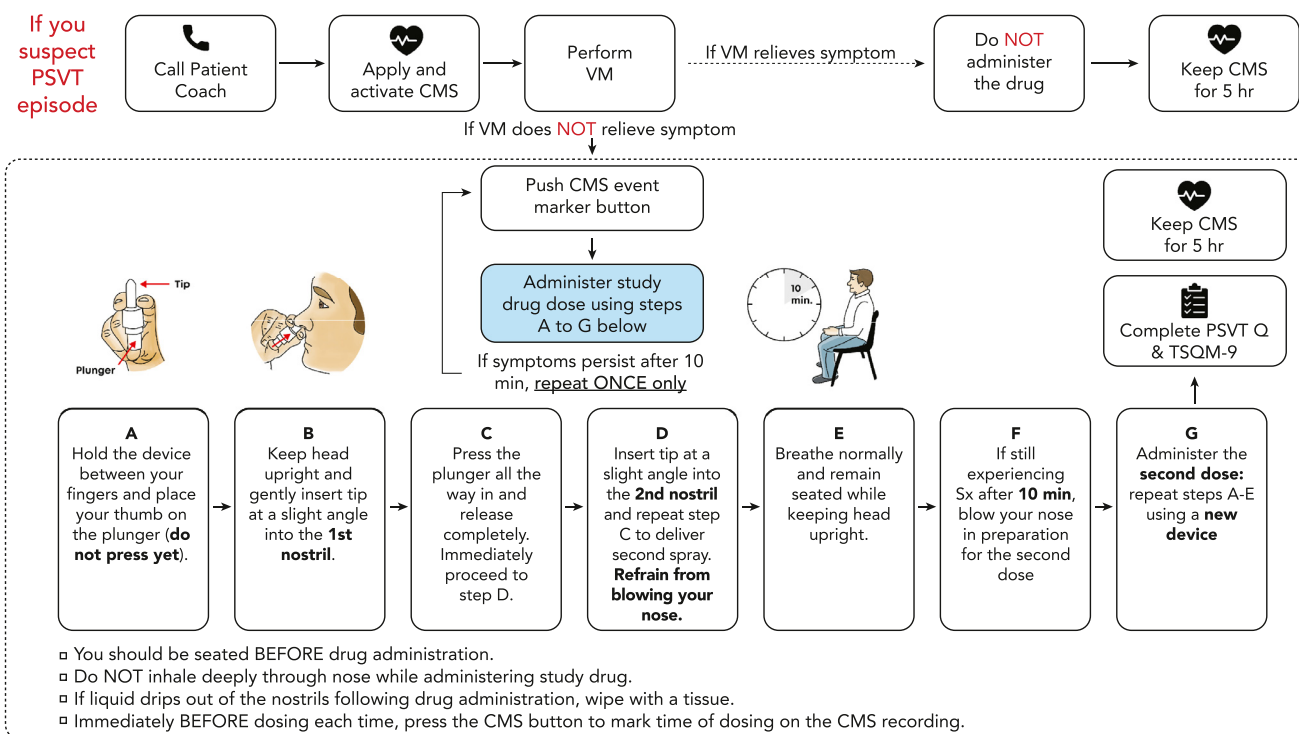 If you
suspect
PSVT
episode
Call Patient
Coach
Apply and
activate CMS
Perform
VM
If VM relieves symptom
Do NOT
administer
the drug
Keep CMS
for 5 hr
If VM does NOT relieve symptom
Push CMS event
marker button
Administer study
drug dose using steps
A to G below
If symptoms persist after 10
min, repeat ONCE only
Tip
Plunger
10
min.
Keep CMS
for 5 hr
Complete PSVT Q
& TSQM-9
A
Hold the device
between your
fingers and place
your thumb on
the plunger (do
not press yet).
B
Keep head
upright and
gently insert tip
at a slight angle
into the 1st
nostril.
C
Press the
plunger all the
way in and
release
completely.
Immediately
proceed to
step D.
D
Insert tip at a
slight angle into
the 2nd nostril
and repeat step
C to deliver
second spray.
Refrain from
blowing your
nose.
E
Breathe normally
and remain
seated while
keeping head
upright.
F
If still
experiencing
Sx after 10 min,
blow your nose
in preparation
for the second
dose
G
Administer the
second dose:
repeat steps A-E
using a new
device
You should be seated BEFORE drug administration.
Do NOT inhale deeply through nose while administering study drug.
If liquid drips out of the nostrils following drug administration, wipe with a tissue.
Immediately BEFORE dosing each time, press the CMS button to mark time of dosing on the CMS recording.